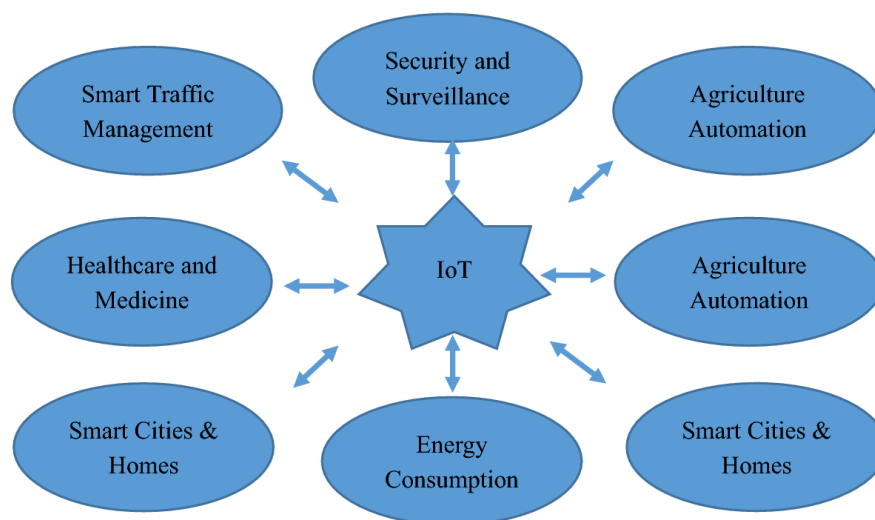 Smart Traffic
Management
Security and
Surveillance
Agriculture
Automation
Healthcare and
Medicine
IoT
Agriculture
Automation
Smart Cities &
Homes
Energy
Consumption
Smart Cities &
Homes